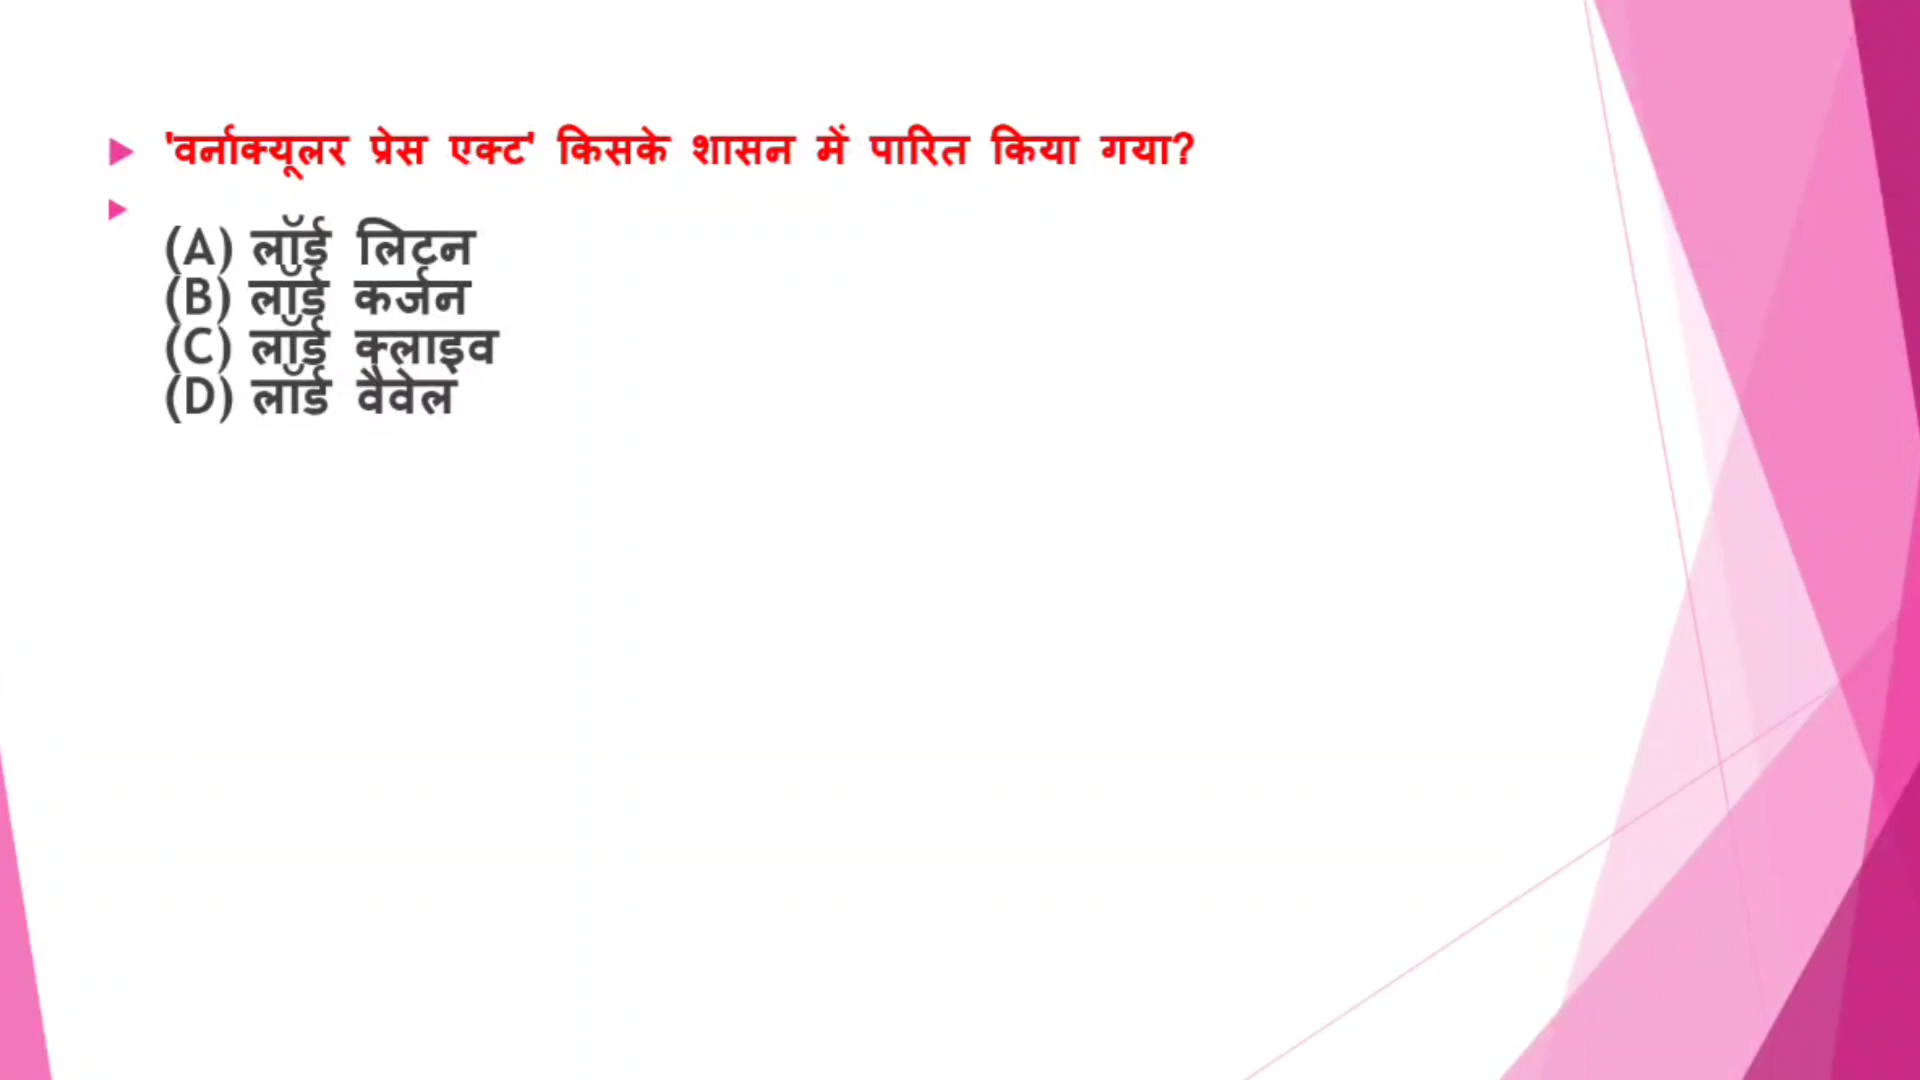 'वर्नाक्यूलर प्रेस एक्ट' किसके शासन में पारित किया गया?
(A) लॉर्ड लिटन
(B) लॉर्ड कर्जन
(C) लॉर्ड क्लाइव
(D) लॉर्ड वैवेल